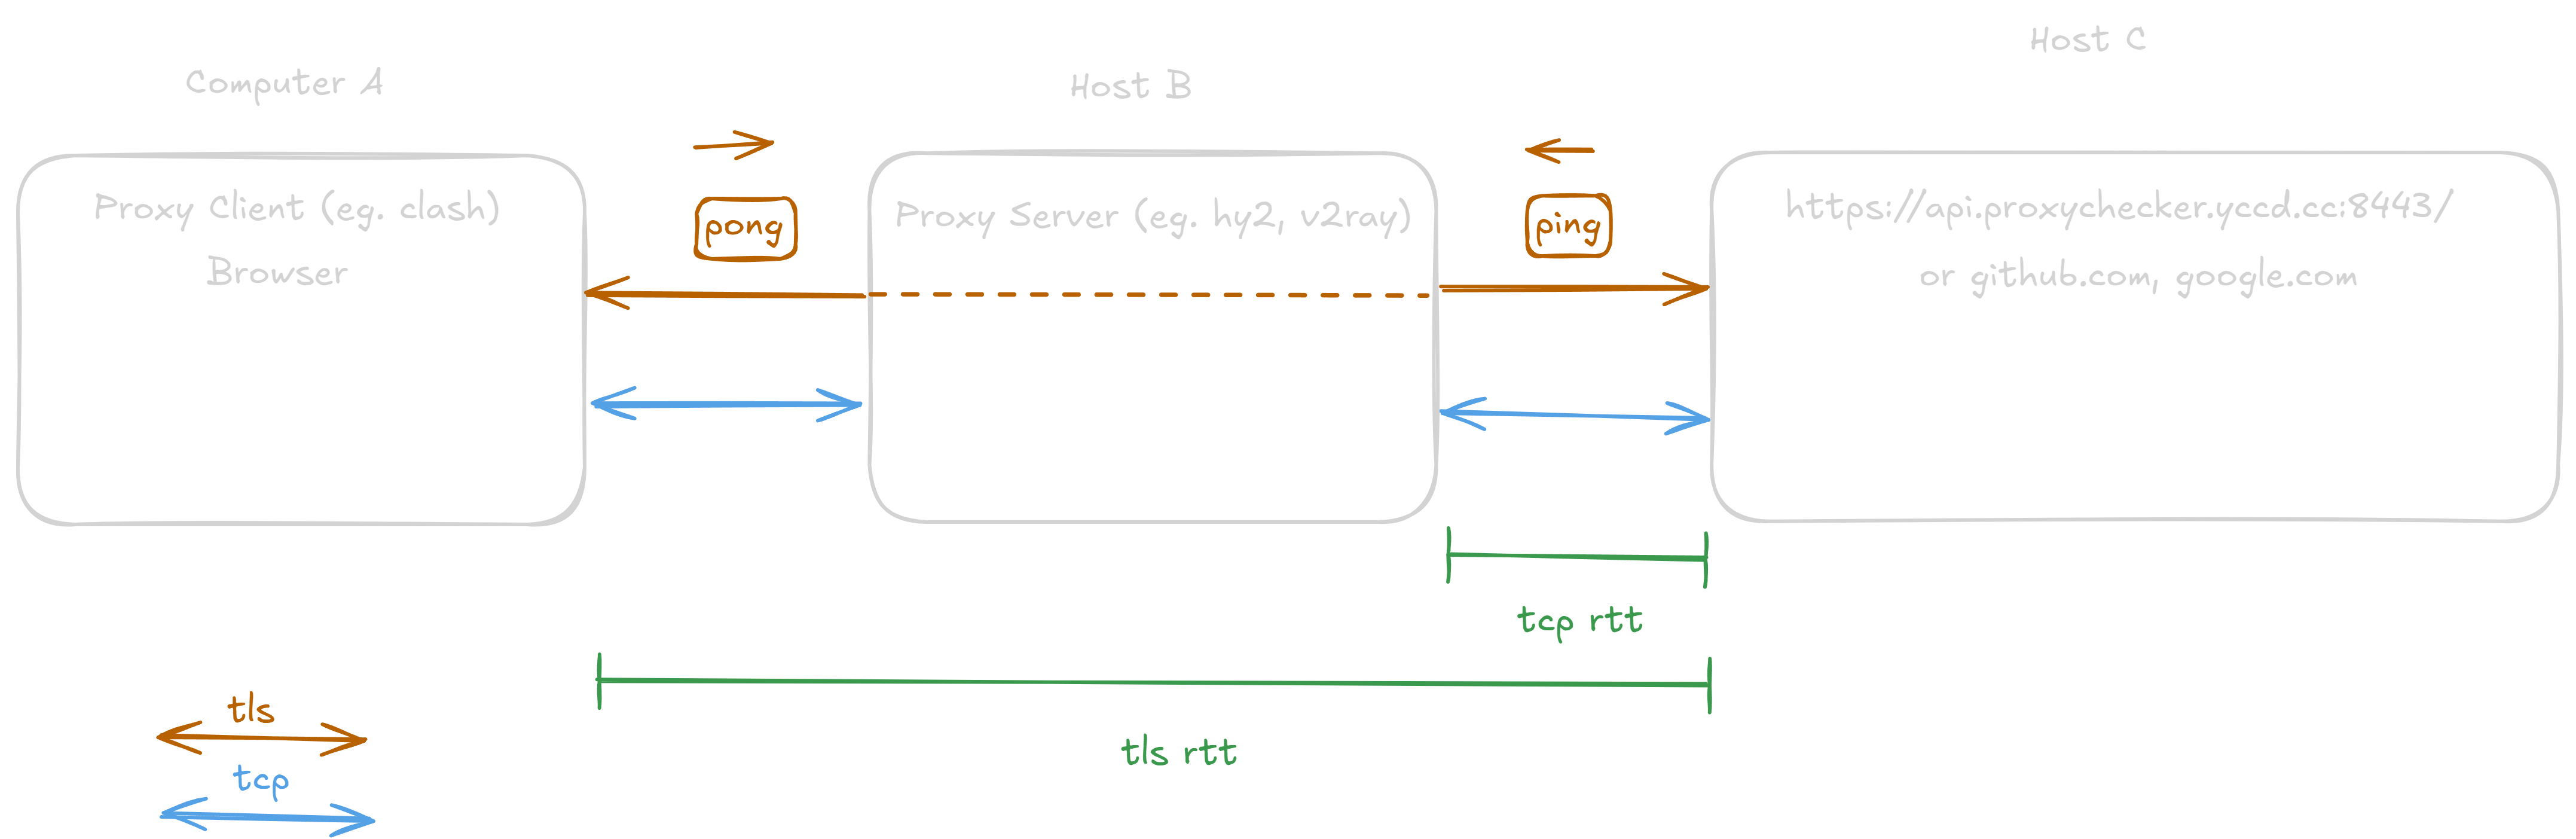 Computer A
Host B
Host C
Proxy Client (eg. clash)
Browser
pong
Proxy Server (eg. hy2, v2ray)
ping
https://api.proxychecker.yccd.cc:8443/
or github.com, google.com
tcp rtt
tls rtt
tls
tcp